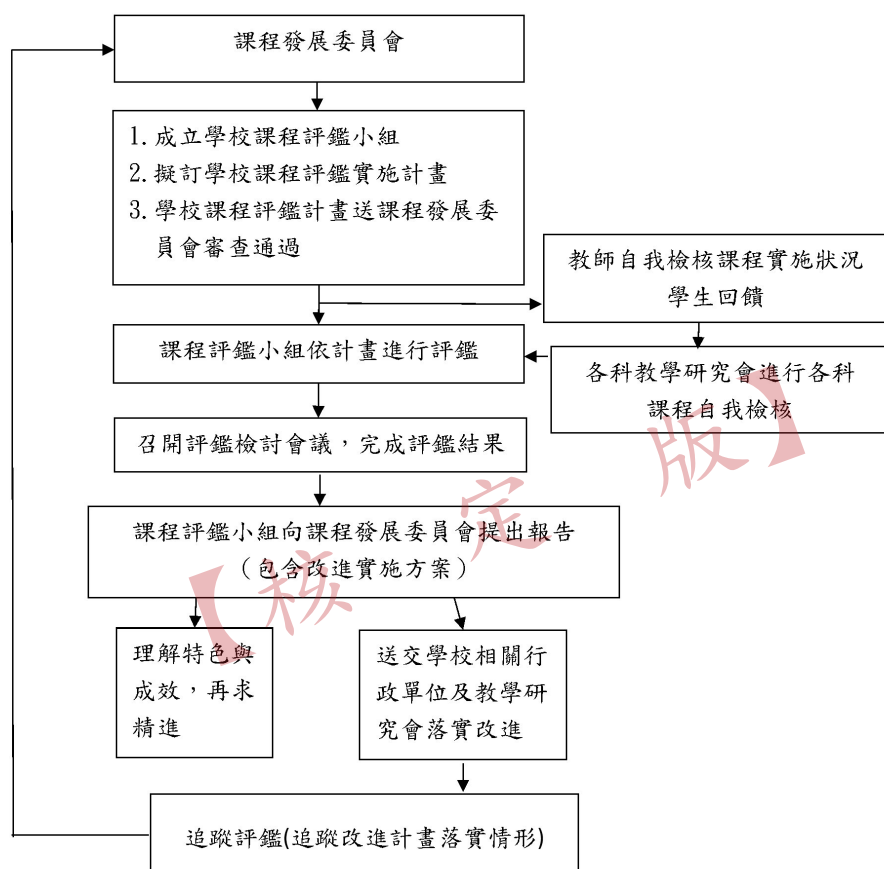 課程發展委員會
1. 成立學校課程評鑑小組
2. 擬訂學校課程評鑑實施計畫
3. 學校課程評鑑計畫送課程發展委
員會審查通過
教師自我檢核課程實施狀況
學生回饋
課程評鑑小組依計畫進行評鑑
各科教學研究會進行各科
課程自我檢核
召開評鑑檢討會議，完成評鑑結果
課程評鑑小組向課程發展委員會提出報告
（包含改進實施方案）
理解特色與
成效，再求
精進
送交學校相關行
政單位及教學研
究會落實改進
追蹤評鑑(追蹤改進計畫落實情形)
【核定版】